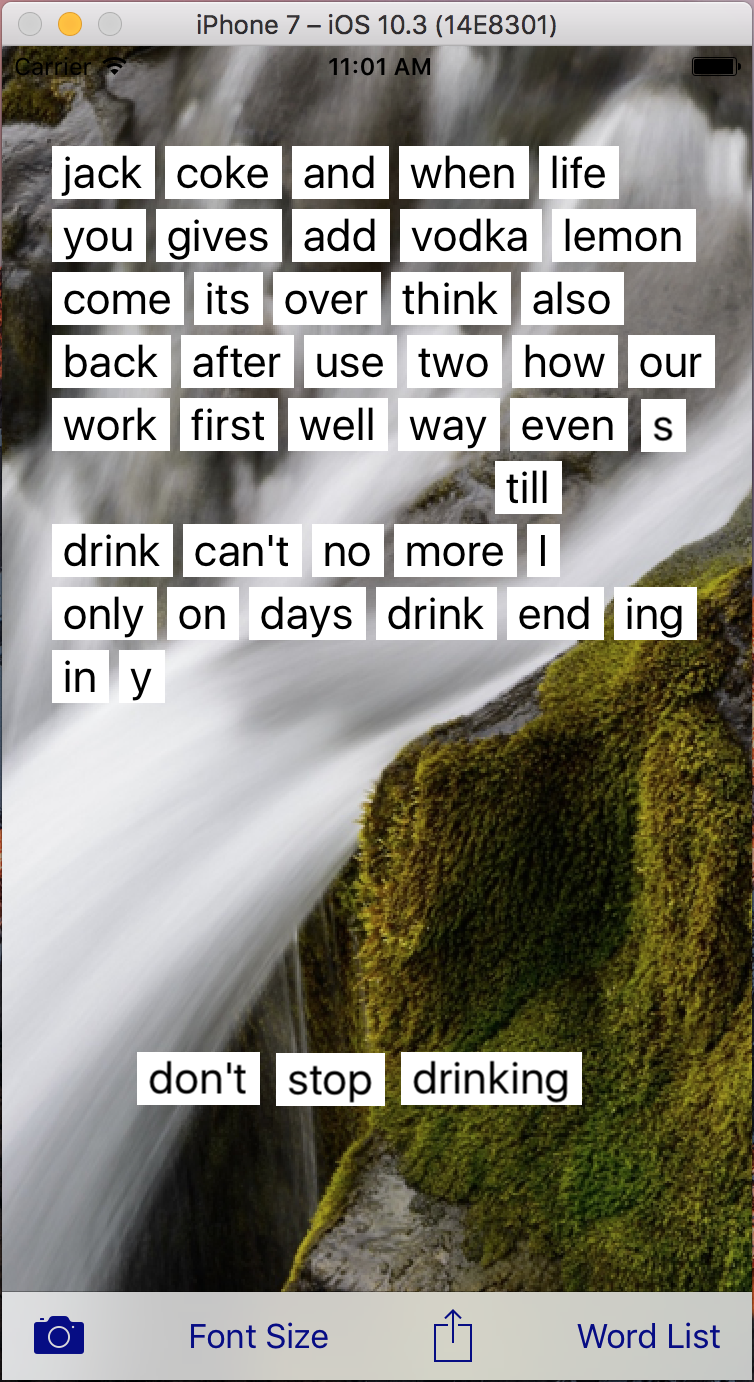 iPhone 7 – iOS 10.3 (14E8301)
Carrier 11:01 AM
jack coke and when life
you gives add vodka lemon
come its over think also
back after use two how our
work first well way even s
till
drink can't no more I
only on days drink end ing
in y
don't stop drinking
Font Size Word List